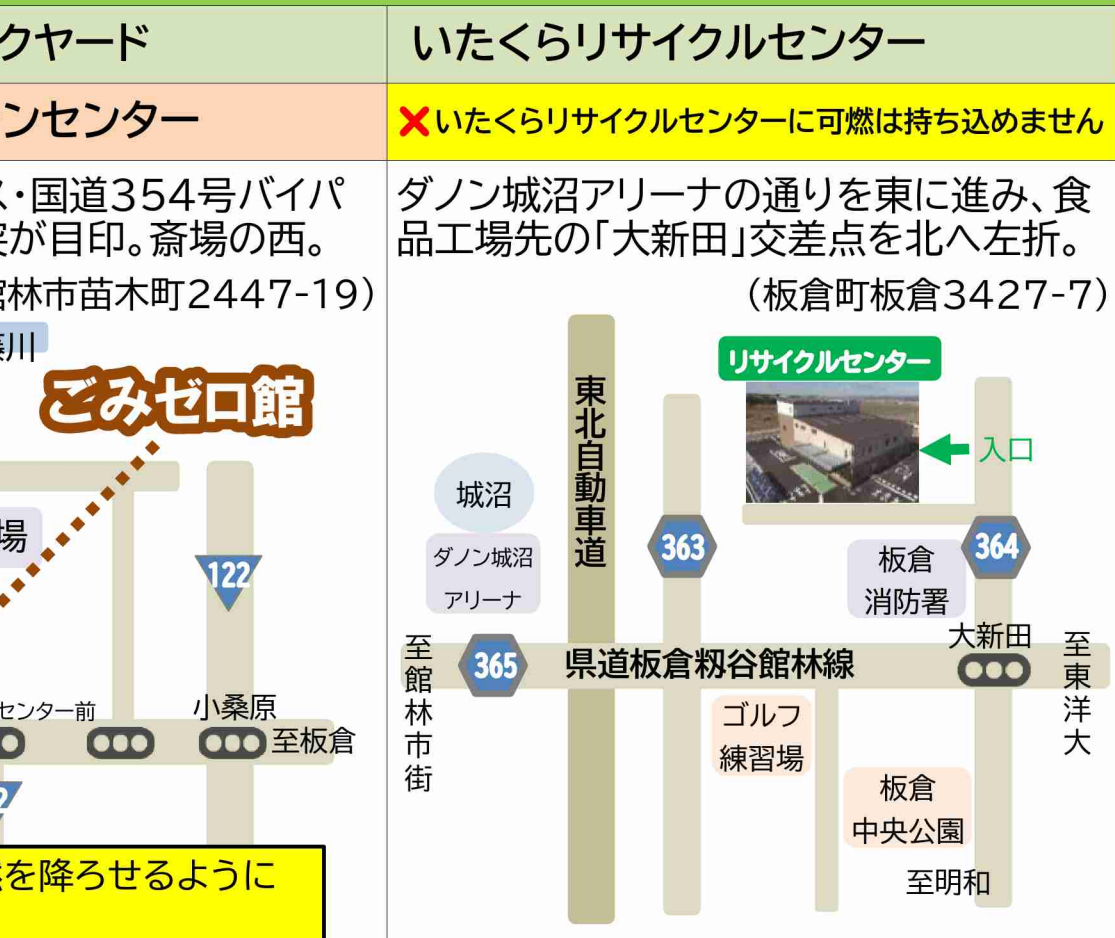 クヤード
ンセンター
・国道354号バイパ
が目印。斎場の西。
館林市苗木町2447-19）
川
ごみゼロ館
場
122
センター前
小桑原
至板倉
を降ろせるように
いたくらリサイクルセンター
❌いたくらリサイクルセンターに可燃は持ち込めません
ダノン城沼アリーナの通りを東に進み、食
品工場先の「大新田」交差点を北へ左折。
（板倉町板倉3427-7）
リサイクルセンター
入口
東北自動車道
城沼
ダノン城沼
アリーナ
363
364
板倉
消防署
大新田
至東洋大
至館林市街
365
県道板倉籾谷館林線
ゴルフ
練習場
板倉
中央公園
至明和